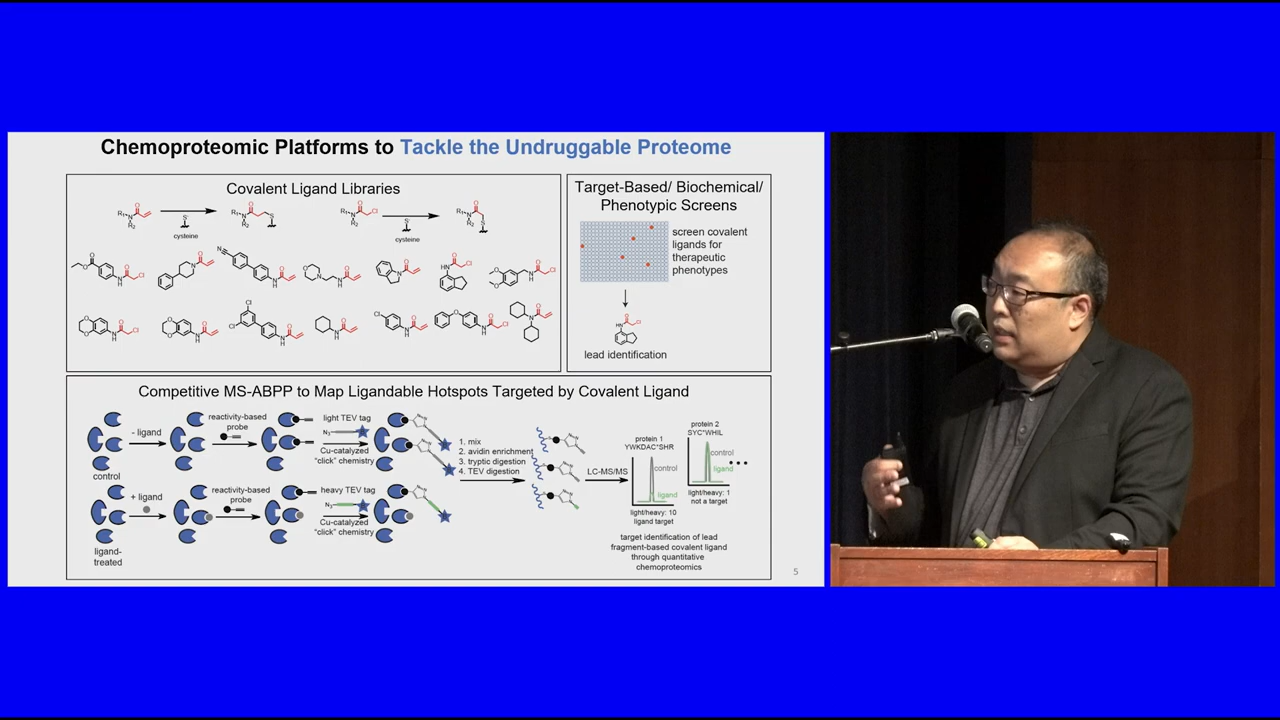 Chemoproteomic Platforms to Tackle the Undruggable Proteome
Covalent Ligand Libraries
cysteine
cysteine
Target-Based/ Biochemical/
Phenotypic Screens
screen covalent
ligands for
therapeutic
phenotypes
lead identification
Competitive MS-ABPP to Map Ligandable Hotspots Targeted by Covalent Ligand
- ligand
control
reactivity-based
probe
light TEV tag
Cu-catalyzed
"click" chemistry
+ ligand
ligand-
treated
reactivity-based
probe
heavy TEV tag
Cu-catalyzed
"click" chemistry
1. mix
2. avidin enrichment
3. tryptic digestion
4. TEV digestion
LC-MS/MS
protein 1
YWKDAC*SHR
control
ligand
light/heavy: 10
ligand target
protein 2
SYC*WHIL
control
ligand
light/heavy: 1
not a target
target identification of lead
fragment-based covalent ligand
through quantitative
chemoproteomics
5